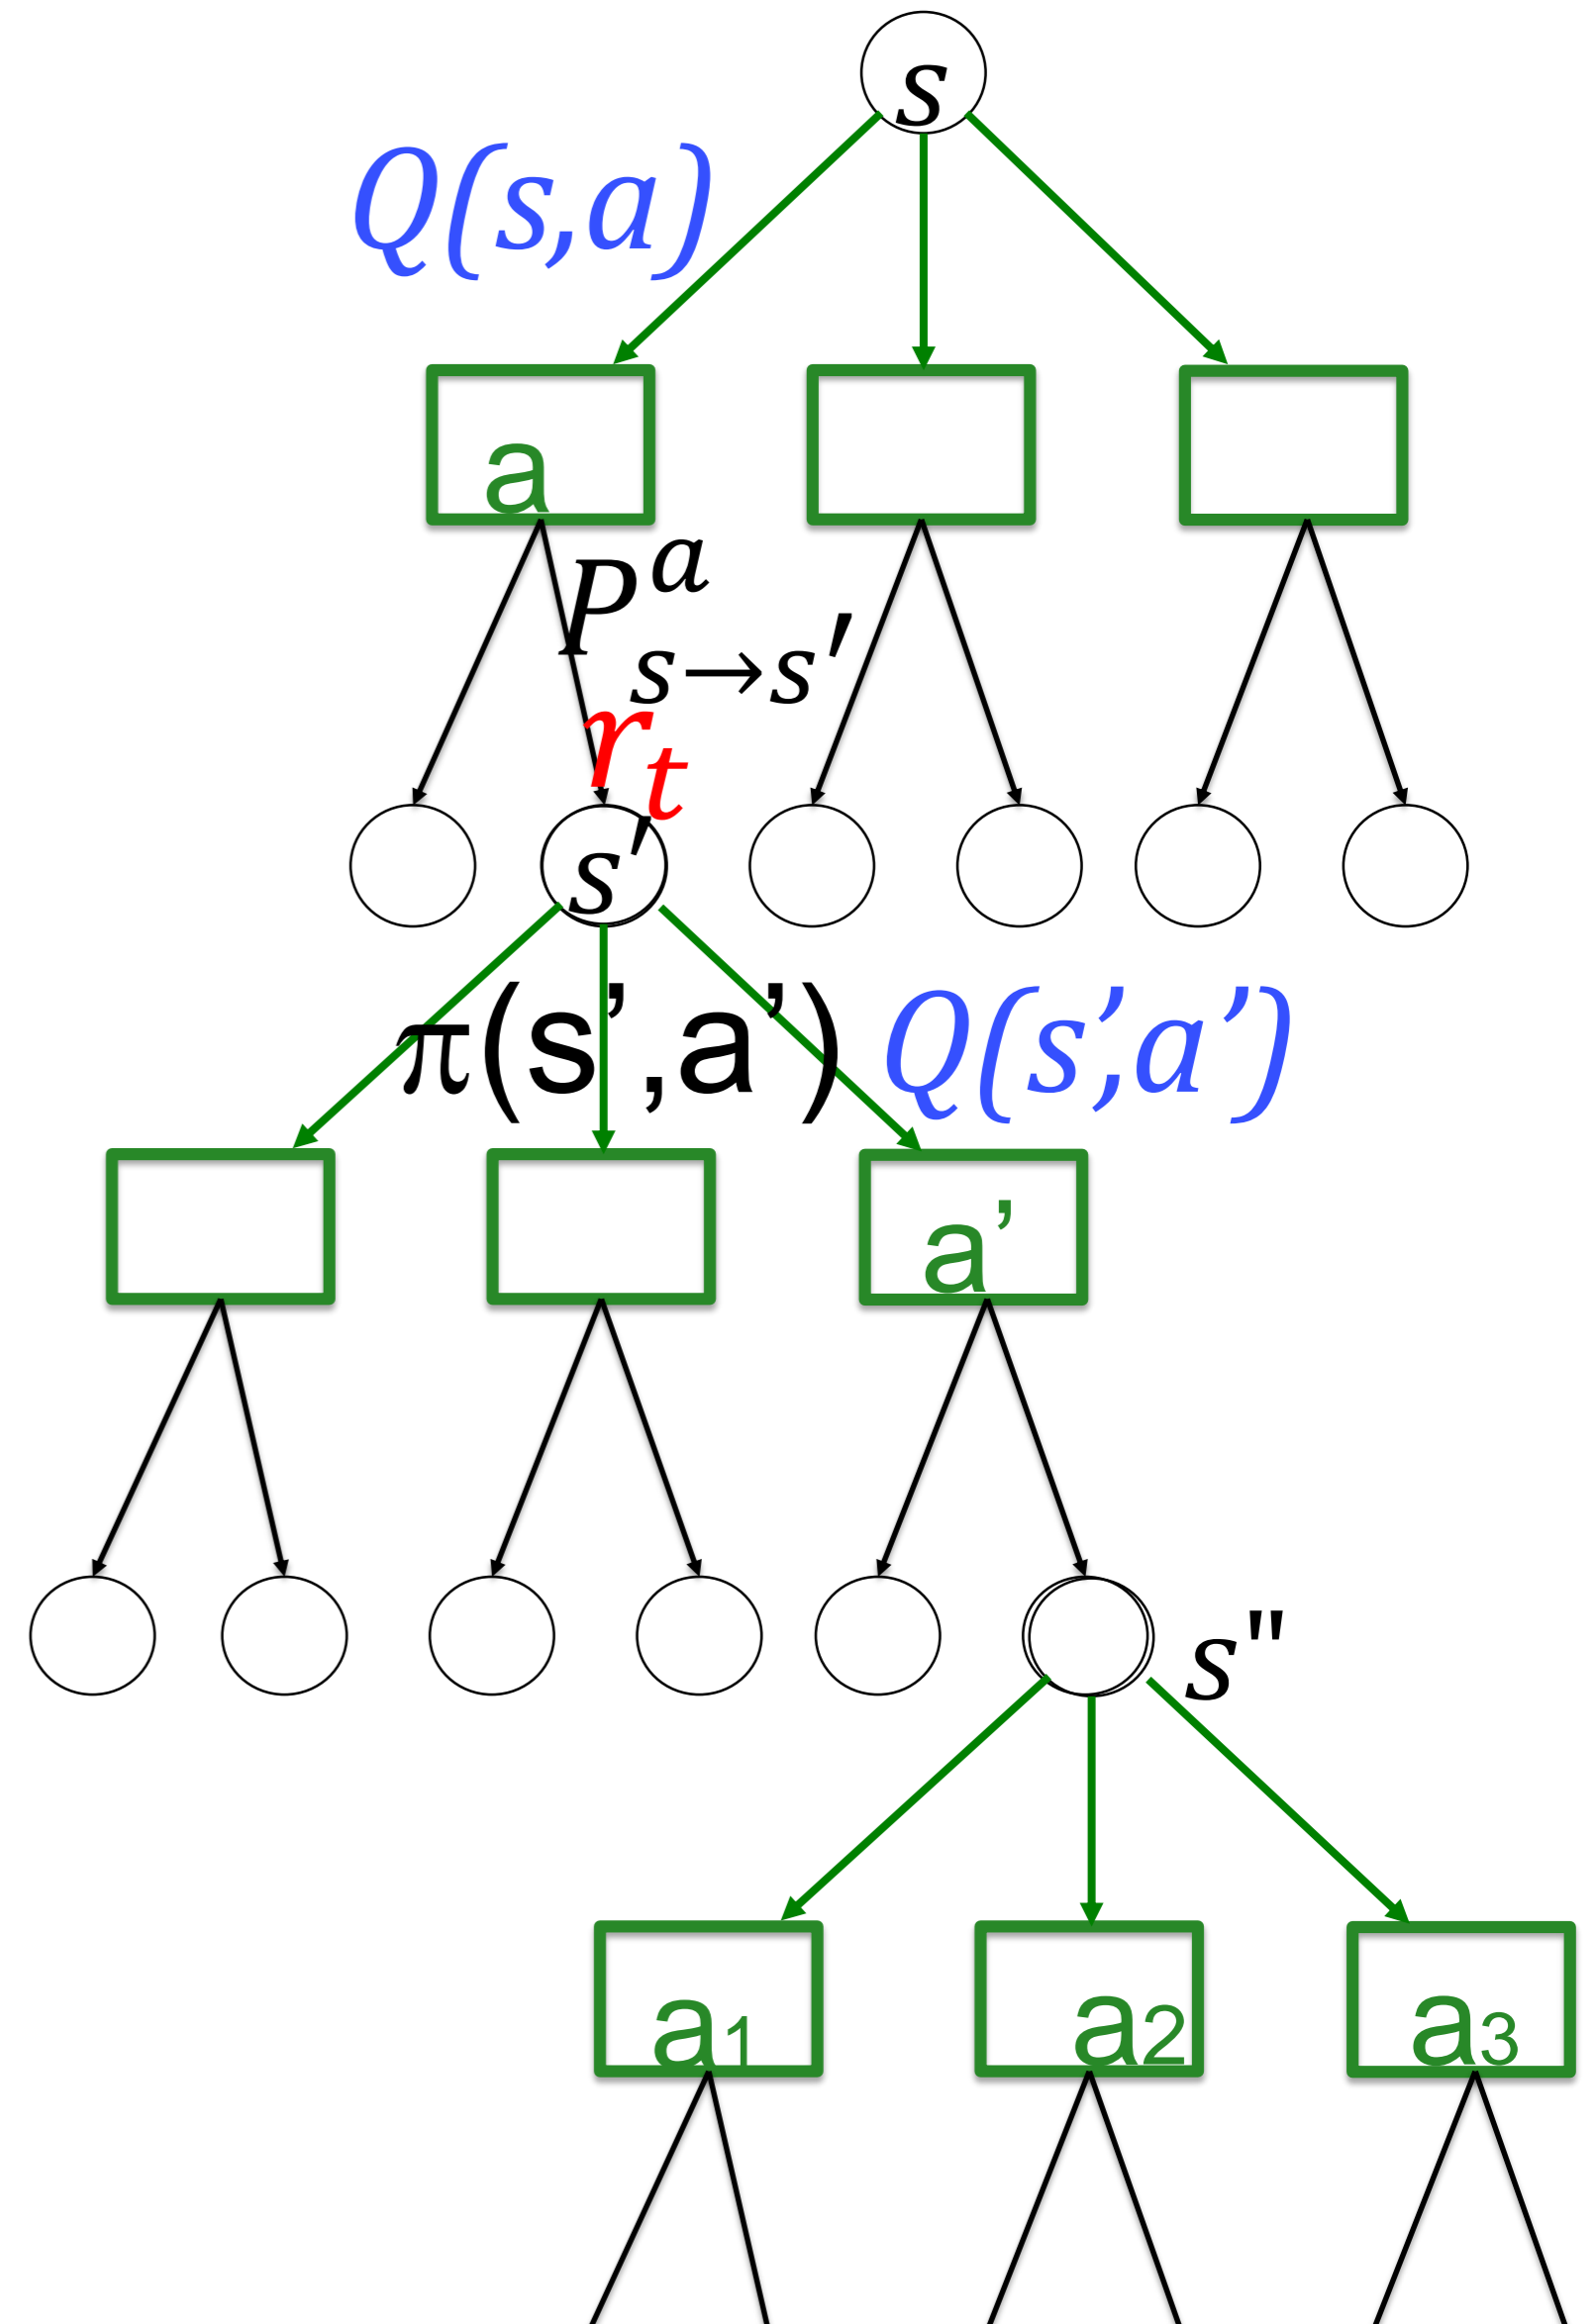 s
Q(s,a)
a
P^a_{s→s'}
r_t
s'
π(s’,a’)
Q(s’,a’)
a’
s"
a1
a2
a3